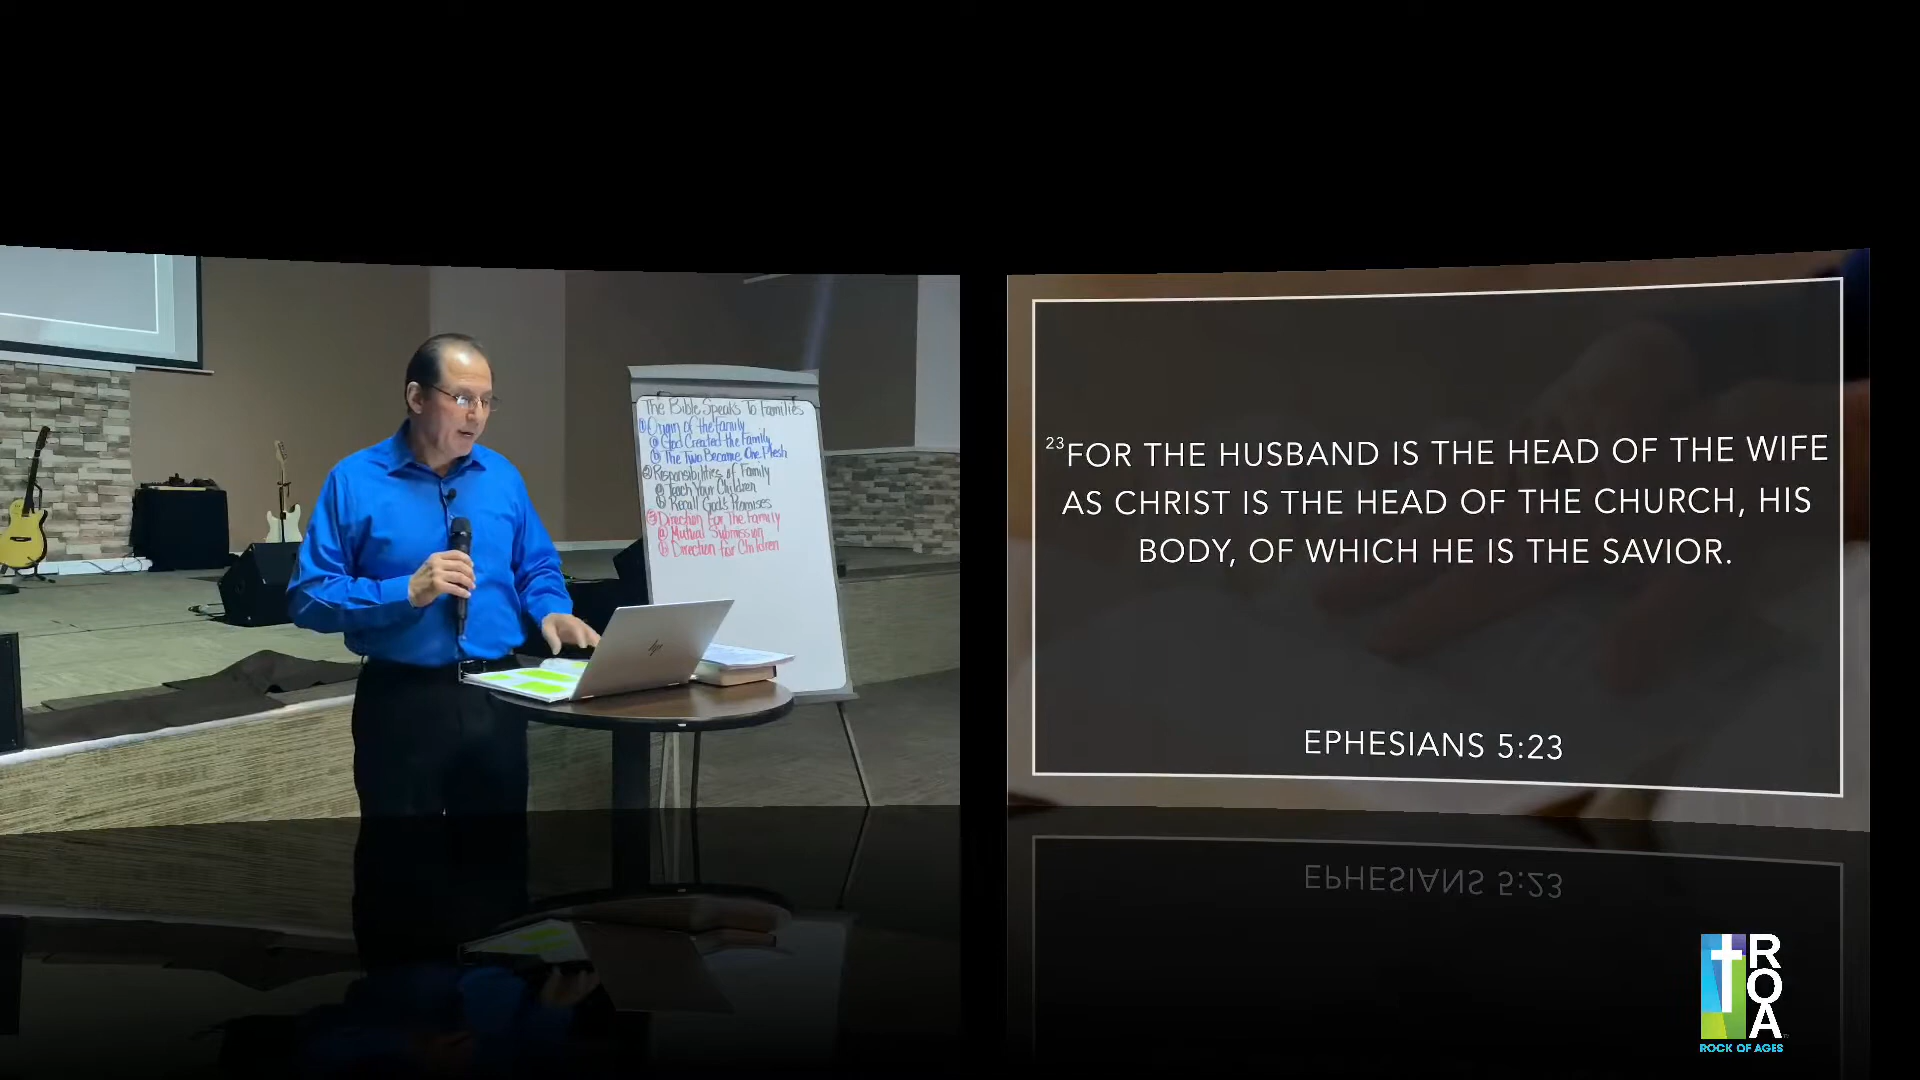 The Bible Speaks To Families
① Origin of the Family
ⓐ God Created the Family
ⓑ The Two Became One Flesh
② Responsibilities of Family
ⓐ Teach Your Children
ⓑ Recall God's Promises
③ Direction For The Family
ⓐ Mutual Submission
ⓑ Direction for Children
hp
23FOR THE HUSBAND IS THE HEAD OF THE WIFE
AS CHRIST IS THE HEAD OF THE CHURCH, HIS
BODY, OF WHICH HE IS THE SAVIOR.
EPHESIANS 5:23
EPHESIANS 5:23
ROA
ROCK OF AGES